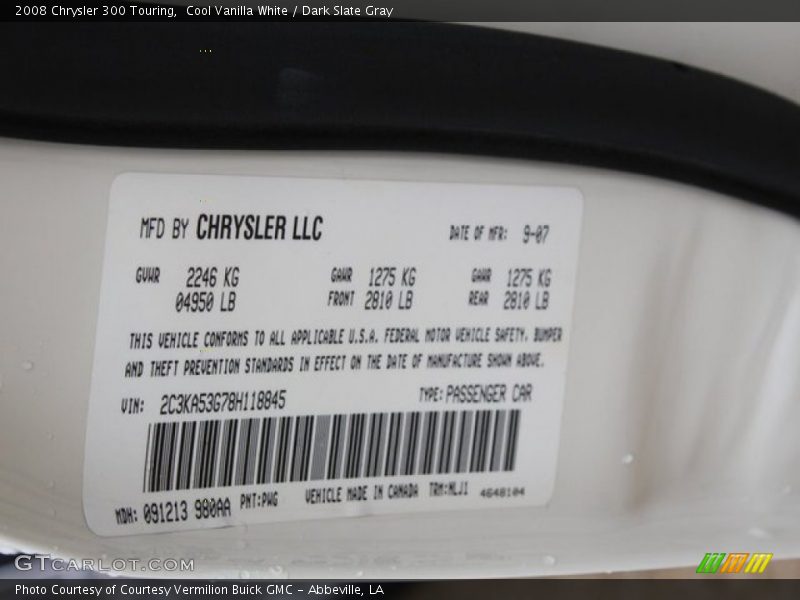 2008 Chrysler 300 Touring,  Cool Vanilla White / Dark Slate Gray
MFD BY CHRYSLER LLC DATE OF MFR: 9-07
GVWR 2246 KG GAWR 1275 KG GAWR 1275 KG
04950 LB FRONT 2810 LB REAR 2810 LB
THIS VEHICLE CONFORMS TO ALL APPLICABLE U.S.A. FEDERAL MOTOR VEHICLE SAFETY, BUMPER
AND THEFT PREVENTION STANDARDS IN EFFECT ON THE DATE OF MANUFACTURE SHOWN ABOVE.
VIN: 2C3KA53G78H118845 TYPE: PASSENGER CAR
MDH: 091213 980AA PNT:PWG VEHICLE MADE IN CANADA TRM:NLJ1 4648104
GTCarLot.com
Photo Courtesy of Courtesy Vermilion Buick GMC - Abbeville, LA